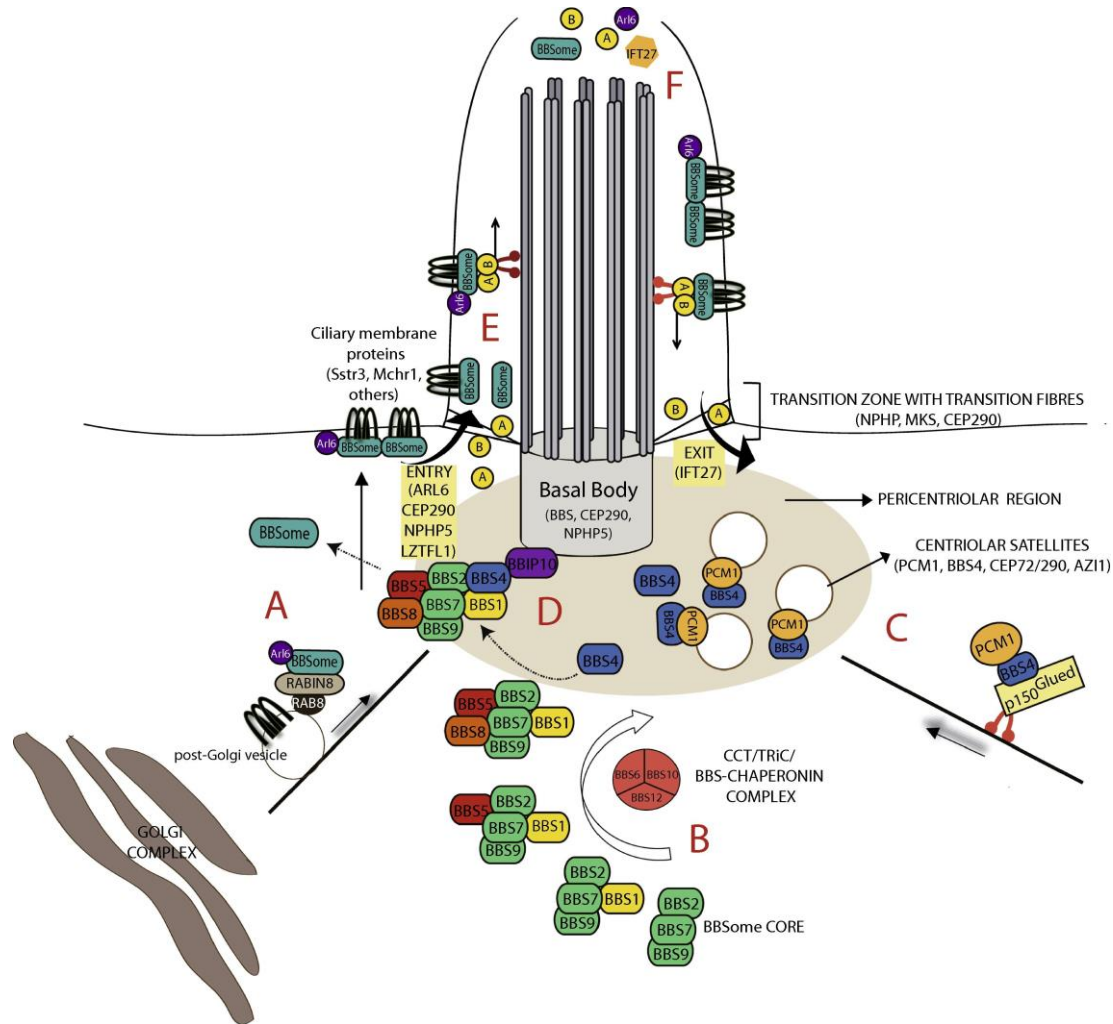 B
Arl6
A
BBSome
IFT27
F
Arl6
BBSome
BBSome
BBSome
B
A
Arl6
A
B
BBSome
E
Ciliary membrane
proteins
(Sstr3, Mchr1,
others)
BBSome
BBSome
A
B
A
Arl6
BBSome
BBSome
B
A
TRANSITION ZONE WITH TRANSITION FIBRES
(NPHP, MKS, CEP290)
ENTRY
(ARL6
CEP290
NPHP5
LZTFL1)
EXIT
(IFT27)
Basal Body
(BBS, CEP290,
NPHP5)
PERICENTRIOLAR REGION
CENTRIOLAR SATELLITES
(PCM1, BBS4, CEP72/290, AZI1)
BBSome
BBIP10
BBS5
BBS2
BBS4
BBS8
BBS7
BBS1
BBS9
A
D
BBS4
PCM1
BBS4
BBS4
PCM1
PCM1
BBS4
BBS4
C
PCM1
BBS4
p150Glued
Arl6
BBSome
RABIN8
RAB8
post-Golgi vesicle
BBS5
BBS2
BBS8
BBS7
BBS1
BBS9
GOLGI
COMPLEX
BBS6
BBS10
BBS12
CCT/TRiC/
BBS-CHAPERONIN
COMPLEX
B
BBS5
BBS2
BBS7
BBS1
BBS9
BBS2
BBS7
BBS1
BBS9
BBS2
BBS7
BBS9
BBSome CORE